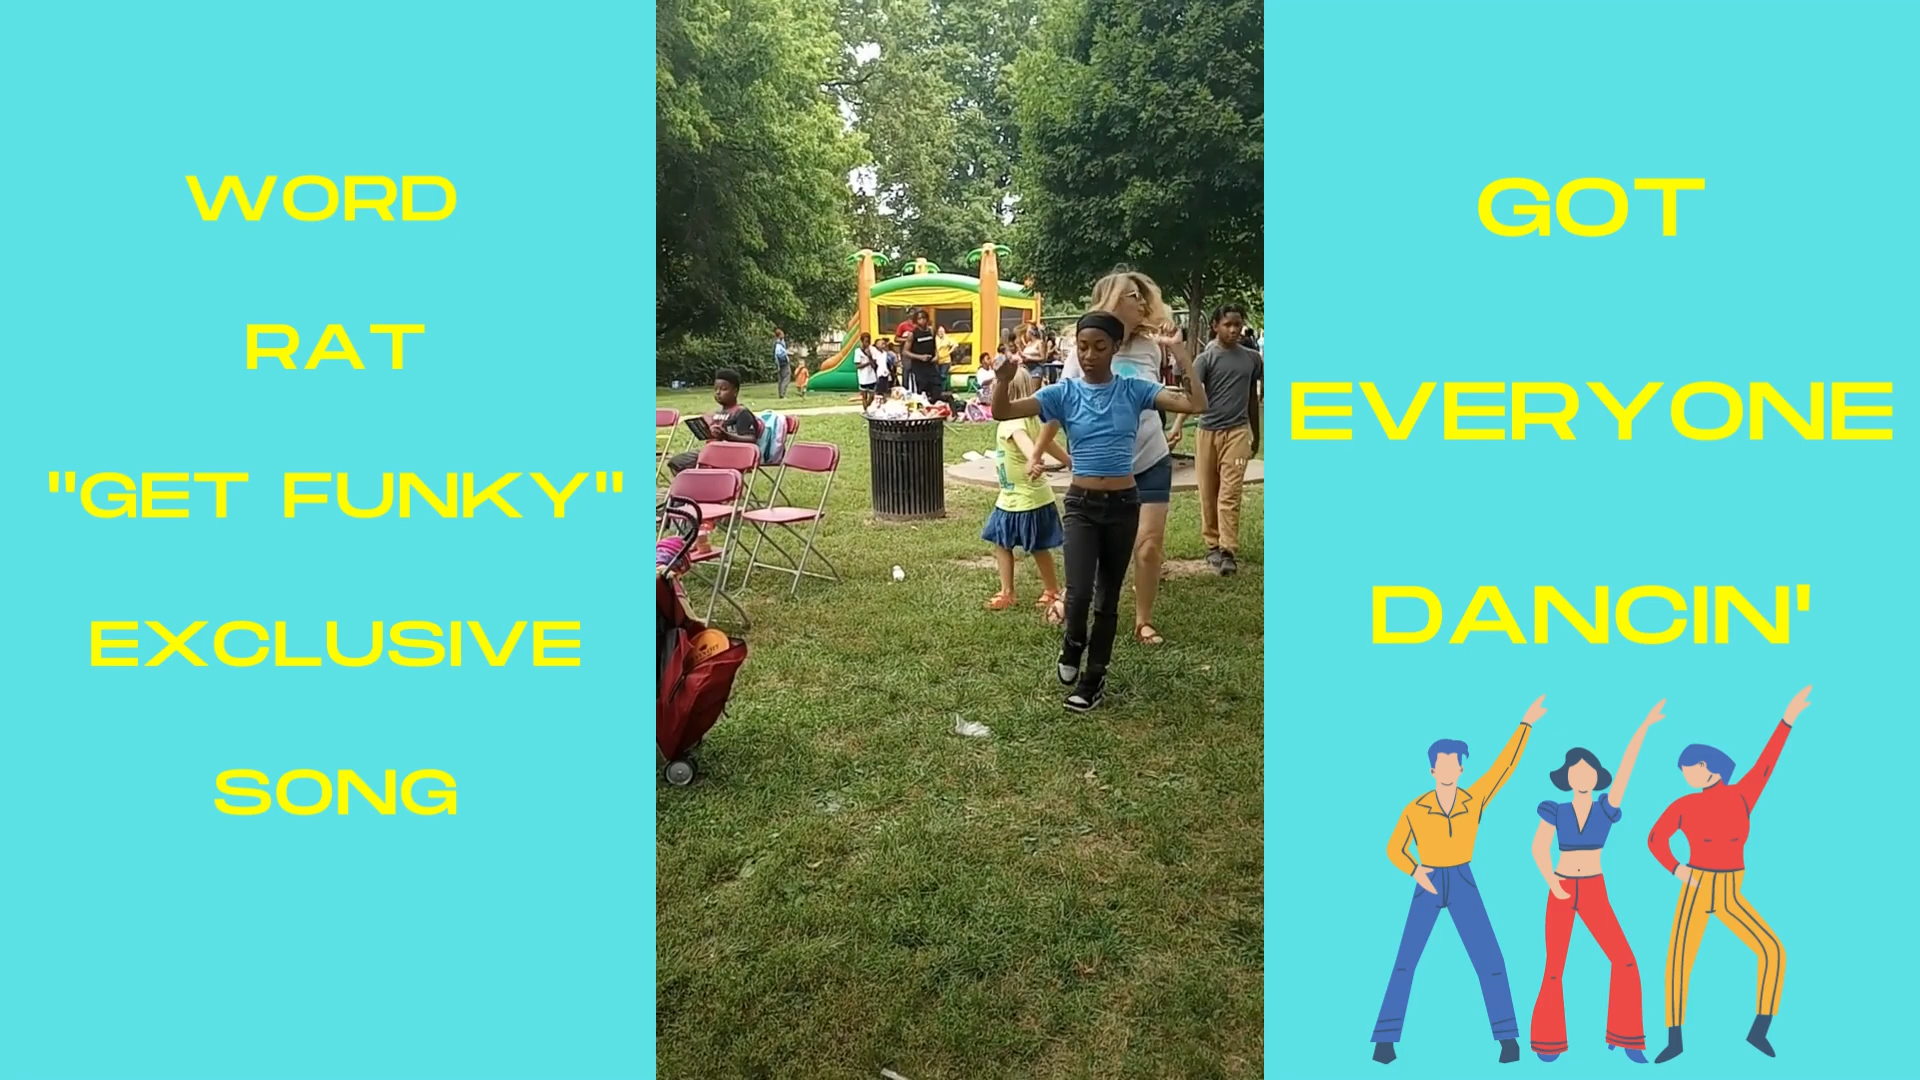 WORD
RAT
"GET FUNKY"
EXCLUSIVE
SONG
GOT
EVERYONE
DANCIN'